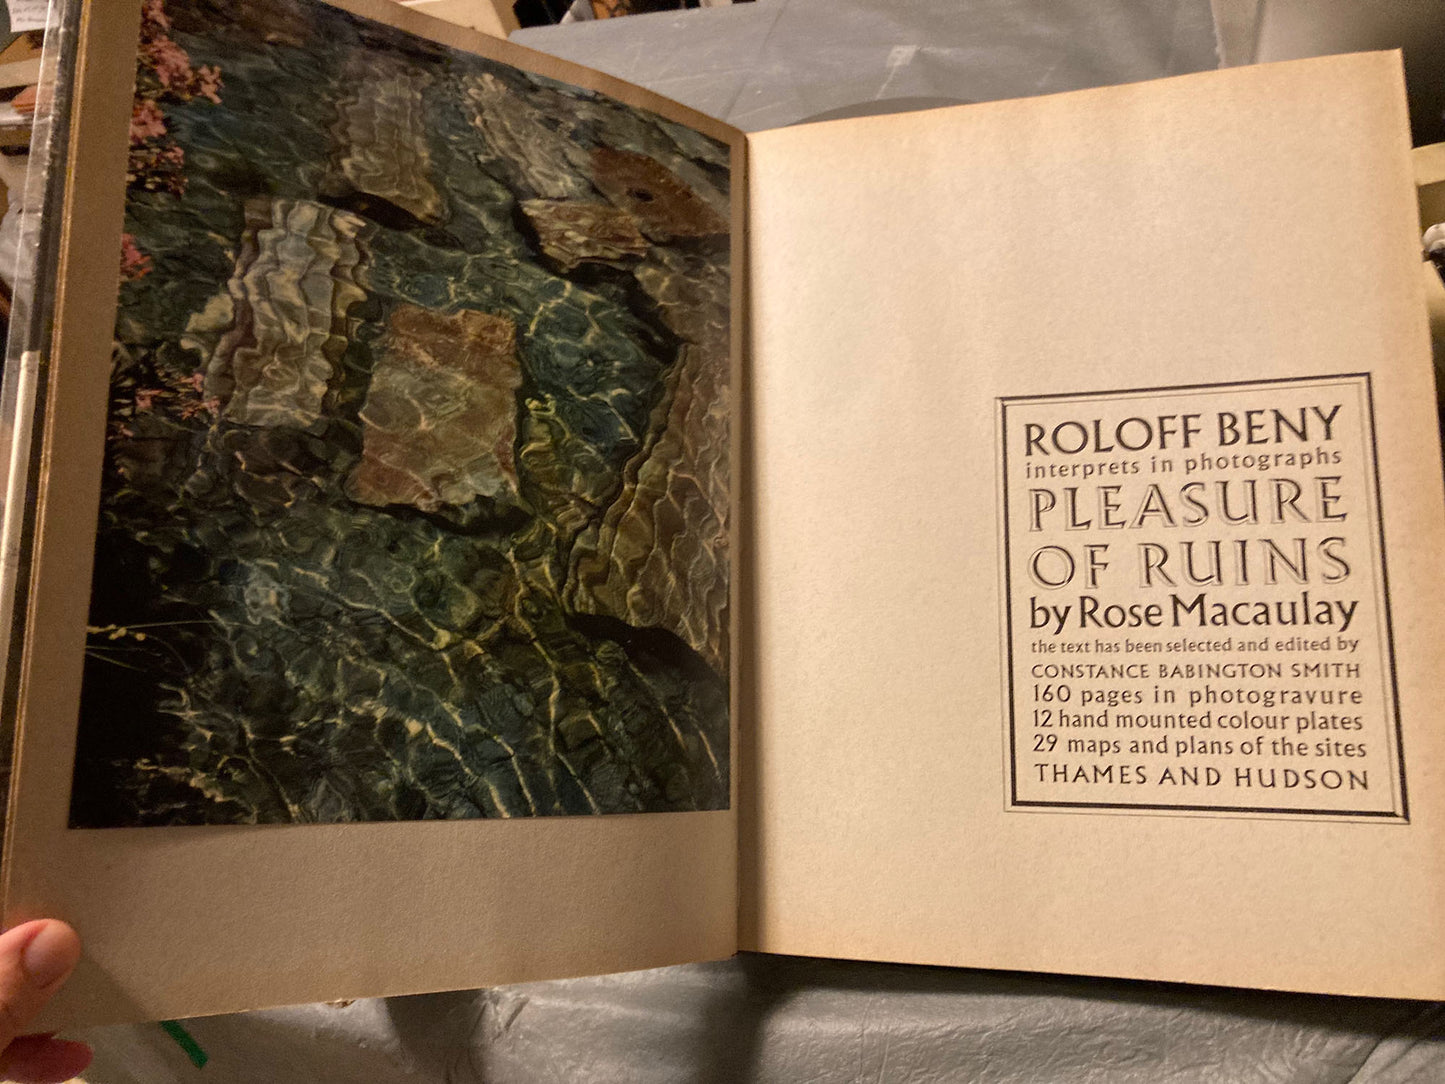 ROLOFF BENY
interprets in photographs
PLEASURE
OF RUINS
by Rose Macaulay
the text has been selected and edited by
CONSTANCE BABINGTON SMITH
160 pages in photogravure
12 hand mounted colour plates
29 maps and plans of the sites
THAMES AND HUDSON